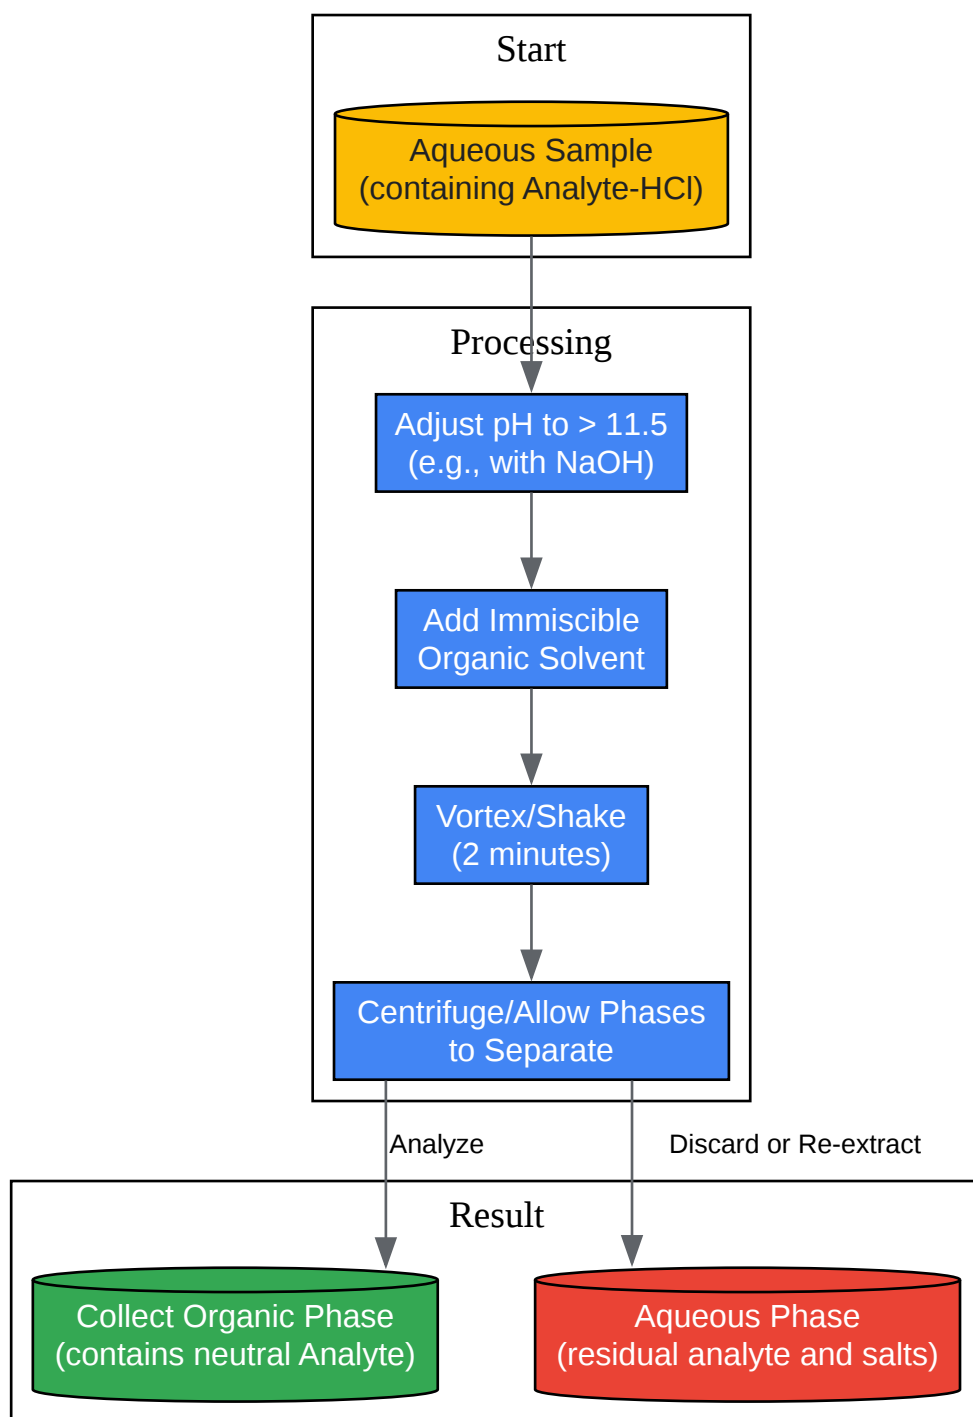 Start
Aqueous Sample
(containing Analyte-HCl)
Processing
Adjust pH to > 11.5
(e.g., with NaOH)
Add Immiscible
Organic Solvent
Vortex/Shake
(2 minutes)
Centrifuge/Allow Phases
to Separate
Analyze
Discard or Re-extract
Result
Collect Organic Phase
(contains neutral Analyte)
Aqueous Phase
(residual analyte and salts)